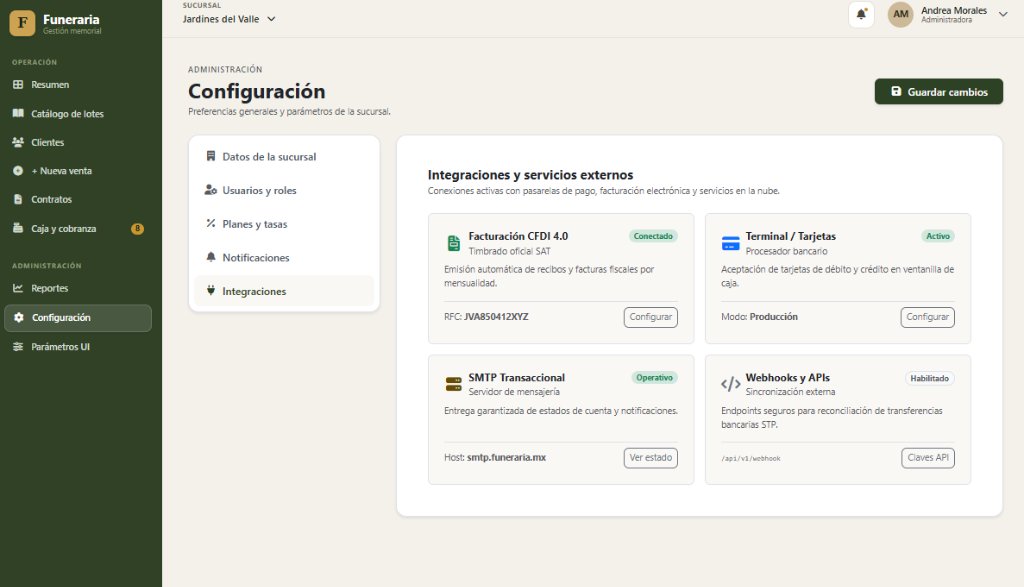 F
Funeraria
Gestión memorial
OPERACIÓN
Resumen
Catálogo de lotes
Clientes
+ Nueva venta
Contratos
Caja y cobranza
8
ADMINISTRACIÓN
Reportes
Configuración
Parámetros UI
SUCURSAL
Jardines del Valle
AM
Andrea Morales
Administradora
ADMINISTRACIÓN
Configuración
Preferencias generales y parámetros de la sucursal.
Guardar cambios
Datos de la sucursal
Usuarios y roles
Planes y tasas
Notificaciones
Integraciones
Integraciones y servicios externos
Conexiones activas con pasarelas de pago, facturación electrónica y servicios en la nube.
Facturación CFDI 4.0
Conectado
Timbrado oficial SAT
Emisión automática de recibos y facturas fiscales por
mensualidad.
RFC: JVA850412XYZ
Configurar
Terminal / Tarjetas
Activo
Procesador bancario
Aceptación de tarjetas de débito y crédito en ventanilla de
caja.
Modo: Producción
Configurar
SMTP Transaccional
Operativo
Servidor de mensajería
Entrega garantizada de estados de cuenta y notificaciones.
Host: smtp.funeraria.mx
Ver estado
Webhooks y APIs
Habilitado
Sincronización externa
Endpoints seguros para reconciliación de transferencias
bancarias STP.
/api/v1/webhook
Claves API